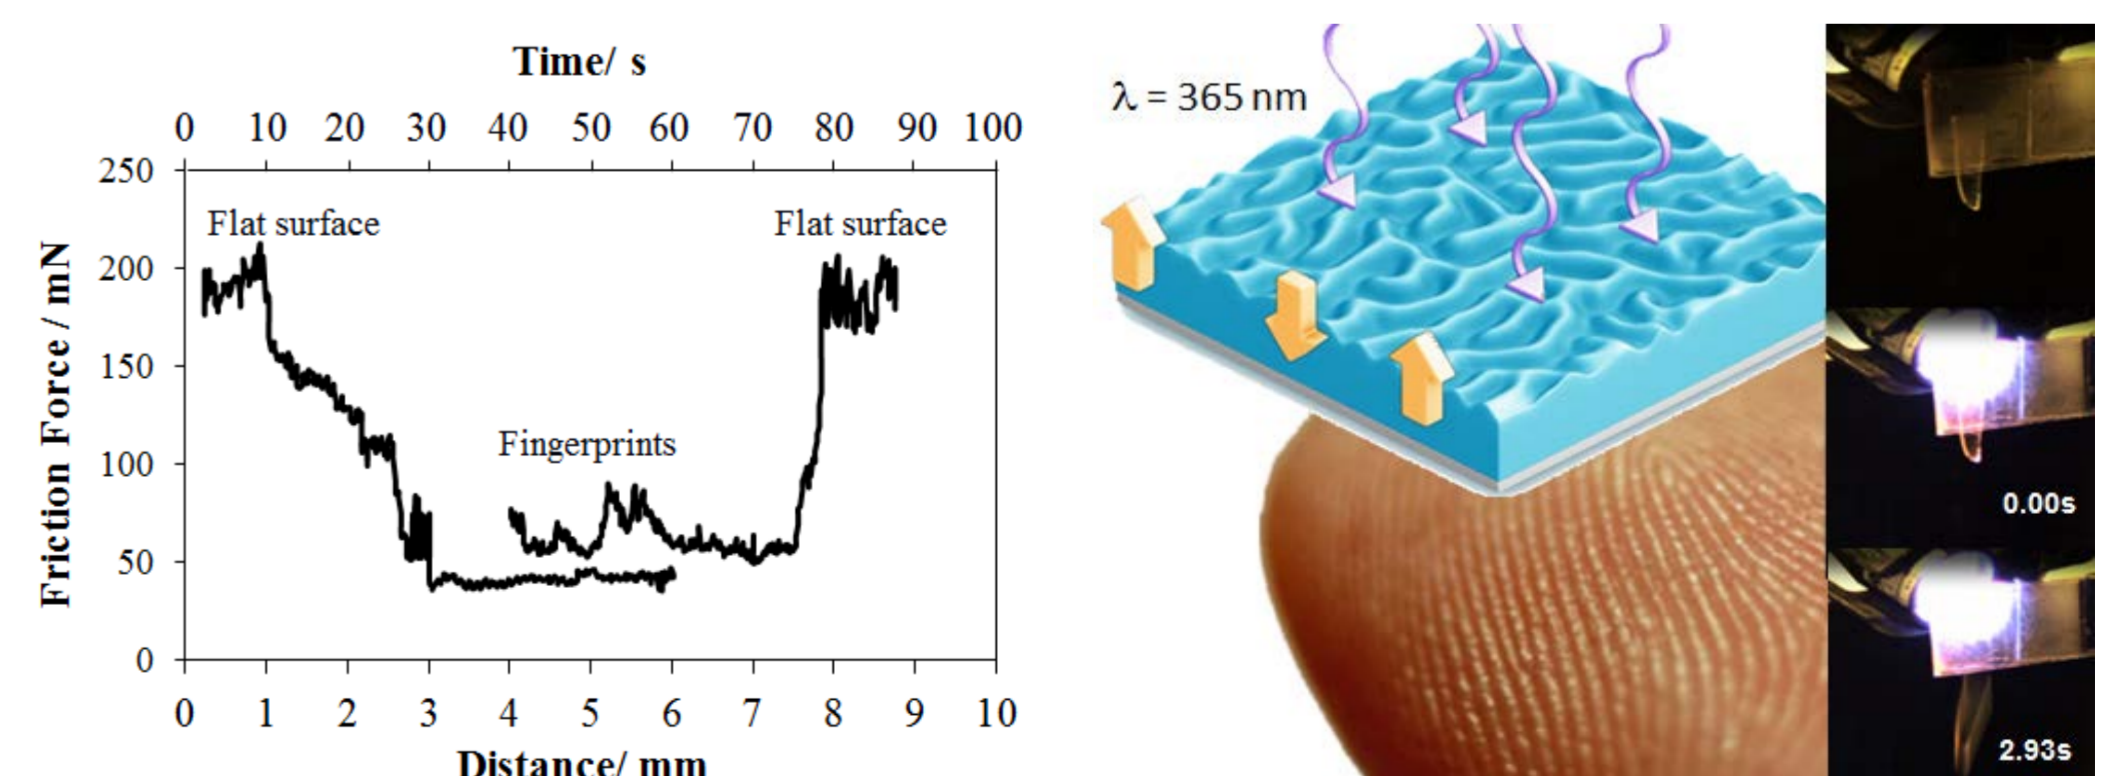 Time/ s
0 10 20 30 40 50 60 70 80 90 100
250
Flat surface Flat surface
200
150
Fingerprints
100
50
0
Friction Force / mN
0 1 2 3 4 5 6 7 8 9 10
Distance/ mm
λ = 365 nm
0.00s
2.93s